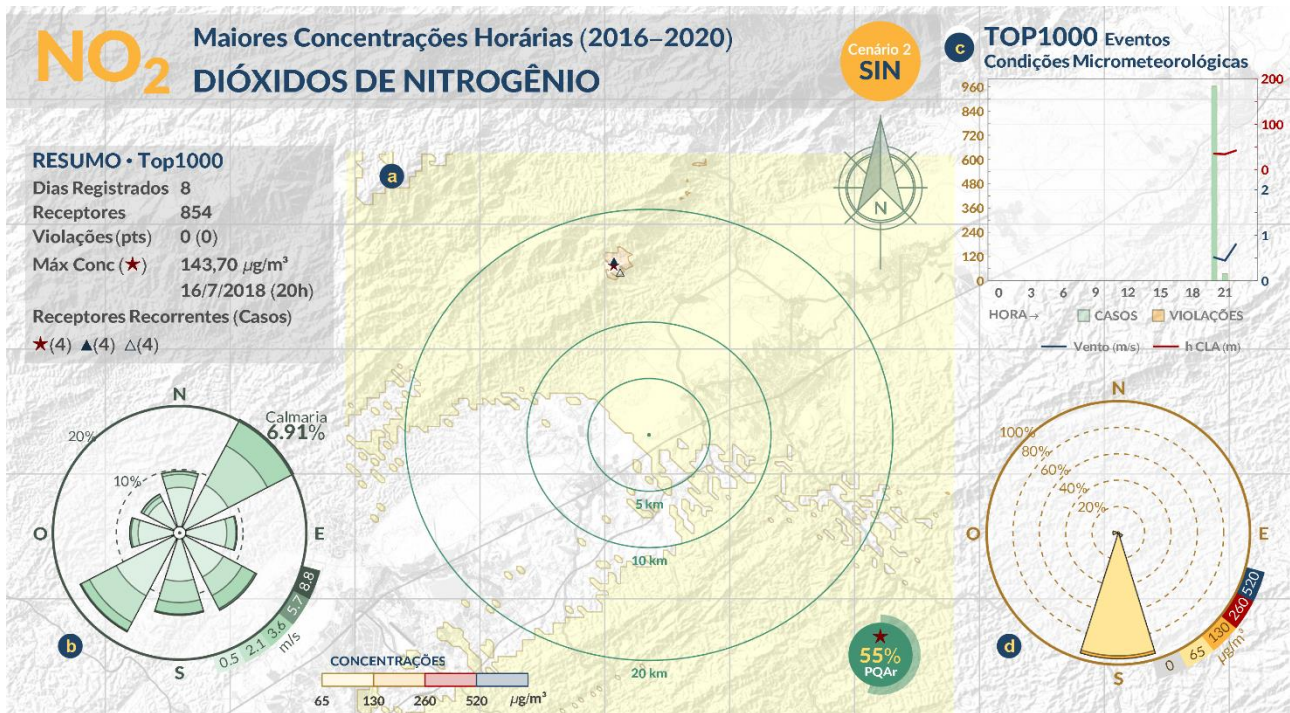 NO2
Maiores Concentrações Horárias (2016–2020)
DIÓXIDOS DE NITROGÊNIO
Cenário 2
SIN
RESUMO • Top1000
Dias Registrados 8
Receptores 854
Violações (pts) 0 (0)
Máx Conc (★) 143,70 µg/m³
16/7/2018 (20h)
Receptores Recorrentes (Casos)
★(4) ▲(4) △(4)
a
N
5 km
10 km
20 km
c
TOP1000 Eventos
Condições Micrometeorológicas
960
840
720
600
480
360
240
120
0
200
100
0
2
1
0
0 3 6 9 12 15 18 21
HORA→ CASOS VIOLAÇÕES
Vento (m/s) h CLA (m)
b
N
Calmaria
6.91%
20%
10%
O
E
S
0.5 2.1 3.6 5.7 8.8
m/s
CONCENTRAÇÕES
65 130 260 520 µg/m³
★
55%
PQAr
d
N
100%
80%
60%
40%
20%
O
E
S
0 65 130 260 520
µg/m³